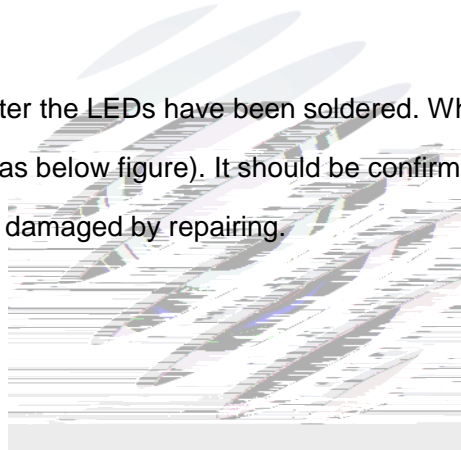 ter the LEDs have been soldered. Wh
as below figure). It should be confirm
damaged by repairing.